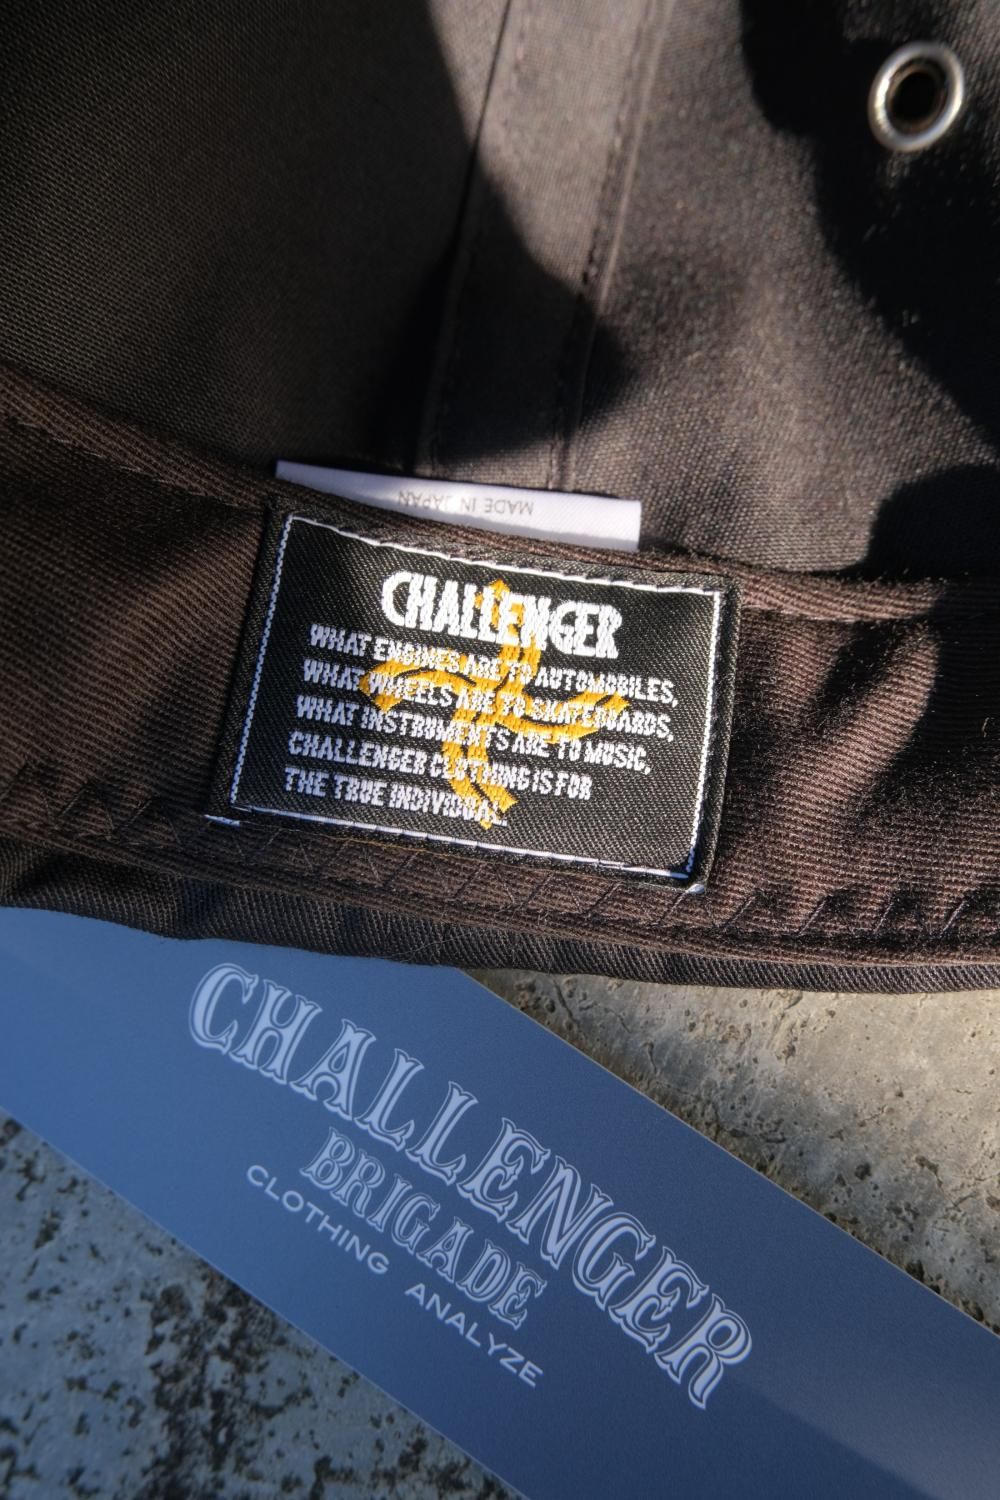 MADE IN JAPAN
CHALLENGER
WHAT ENGINES ARE TO AUTOMOBILES,
WHAT WHEELS ARE TO SKATEBOARDS,
WHAT INSTRUMENTS ARE TO MUSIC,
CHALLENGER CLOTHING IS FOR
THE TRUE INDIVIDUAL.
CHALLENGER
BRIGADE
CLOTHING ANALYZE